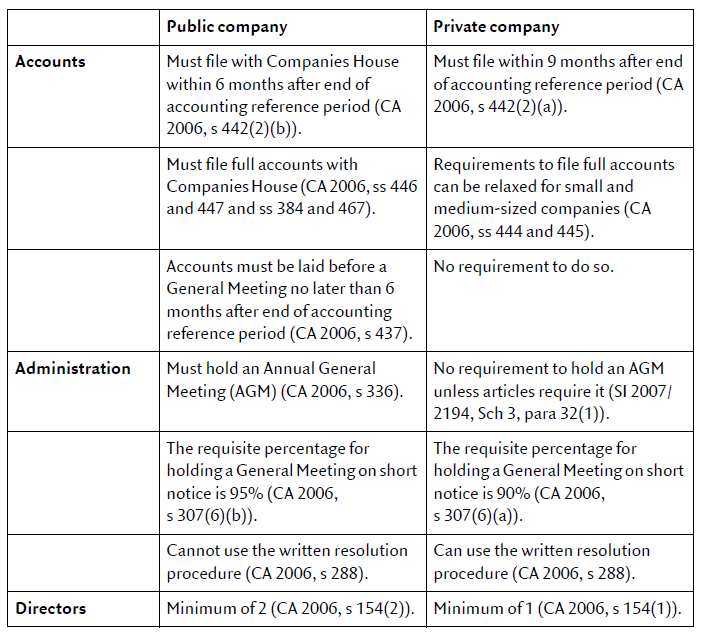 Public company
Private company
Accounts
Must file with Companies House
within 6 months after end of
accounting reference period (CA
2006, s 442(2)(b)).
Must file within 9 months after end
of accounting reference period (CA
2006, s 442(2)(a)).
Must file full accounts with
Companies House (CA 2006, ss 446
and 447 and ss 384 and 467).
Requirements to file full accounts
can be relaxed for small and
medium-sized companies (CA
2006, ss 444 and 445).
Accounts must be laid before a
General Meeting no later than 6
months after end of accounting
reference period (CA 2006, s 437).
No requirement to do so.
Administration
Must hold an Annual General
Meeting (AGM) (CA 2006, s 336).
No requirement to hold an AGM
unless articles require it (SI 2007/
2194, Sch 3, para 32(1)).
The requisite percentage for
holding a General Meeting on short
notice is 95% (CA 2006,
s 307(6)(b)).
The requisite percentage for
holding a General Meeting on short
notice is 90% (CA 2006,
s 307(6)(a)).
Cannot use the written resolution
procedure (CA 2006, s 288).
Can use the written resolution
procedure (CA 2006, s 288).
Directors
Minimum of 2 (CA 2006, s 154(2)).
Minimum of 1 (CA 2006, s 154(1)).